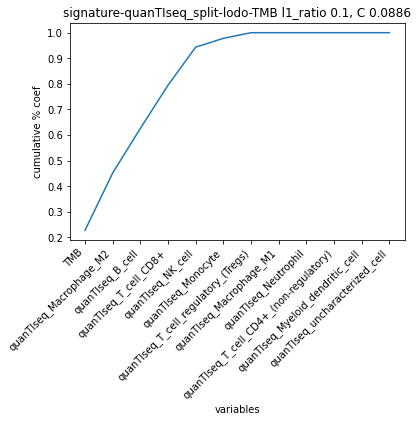 signature-quanTIseq_split-lodo-TMB l1_ratio 0.1, C 0.0886
cumulative % coef
1.0
0.9
0.8
0.7
0.6
0.5
0.4
0.3
0.2
TMB
quanTIseq_Macrophage_M2
quanTIseq_B_cell
quanTIseq_T_cell_CD8+
quanTIseq_NK_cell
quanTIseq_Monocyte
quanTIseq_T_cell_regulatory_(Tregs)
quanTIseq_Macrophage_M1
quanTIseq_Neutrophil
quanTIseq_T_cell_CD4+_(non-regulatory)
quanTIseq_Myeloid_dendritic_cell
quanTIseq_uncharacterized_cell
variables